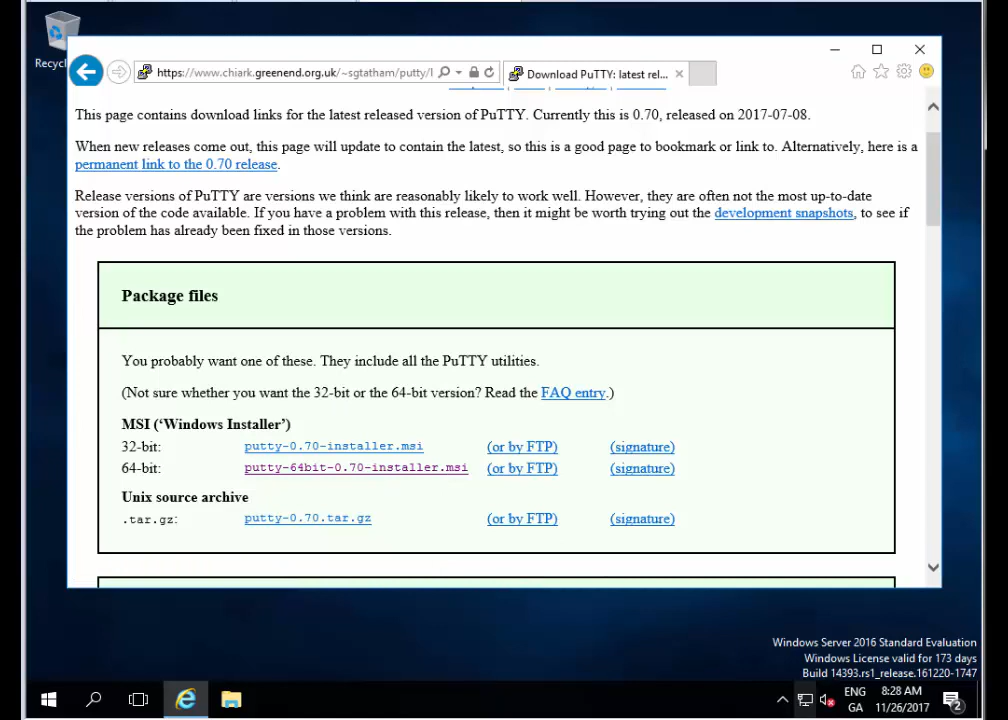 Recycl
https://www.chiark.greenend.org.uk/~sgtatham/putty/l
Download PuTTY: latest rel...
This page contains download links for the latest released version of PuTTY. Currently this is 0.70, released on 2017-07-08.
When new releases come out, this page will update to contain the latest, so this is a good page to bookmark or link to. Alternatively, here is a
permanent link to the 0.70 release.
Release versions of PuTTY are versions we think are reasonably likely to work well. However, they are often not the most up-to-date
version of the code available. If you have a problem with this release, then it might be worth trying out the development snapshots, to see if
the problem has already been fixed in those versions.
Package files
You probably want one of these. They include all the PuTTY utilities.
(Not sure whether you want the 32-bit or the 64-bit version? Read the FAQ entry.)
MSI (‘Windows Installer’)
32-bit: putty-0.70-installer.msi (or by FTP) (signature)
64-bit: putty-64bit-0.70-installer.msi (or by FTP) (signature)
Unix source archive
.tar.gz: putty-0.70.tar.gz (or by FTP) (signature)
Windows Server 2016 Standard Evaluation
Windows License valid for 173 days
Build 14393.rs1_release.161220-1747
ENG 8:28 AM
GA 11/26/2017 2